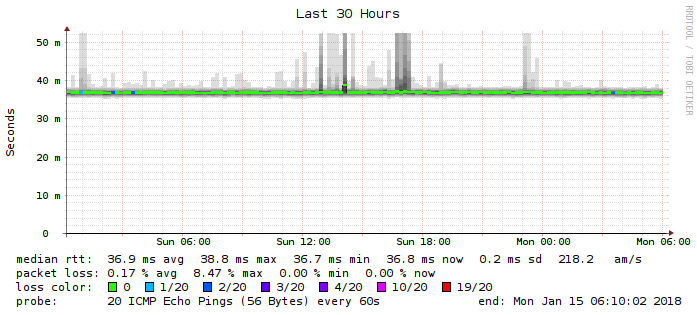 Last 30 Hours
RRDTOOL / TOBI OETIKER
Seconds
50 m
40 m
30 m
20 m
10 m
0
Sun 06:00 Sun 12:00 Sun 18:00 Mon 00:00 Mon 06:00
median rtt: 36.9 ms avg 38.8 ms max 36.7 ms min 36.8 ms now 0.2 ms sd 218.2 am/s
packet loss: 0.17 % avg 8.47 % max 0.00 % min 0.00 % now
loss color: 0 1/20 2/20 3/20 4/20 10/20 19/20
probe: 20 ICMP Echo Pings (56 Bytes) every 60s end: Mon Jan 15 06:10:02 2018